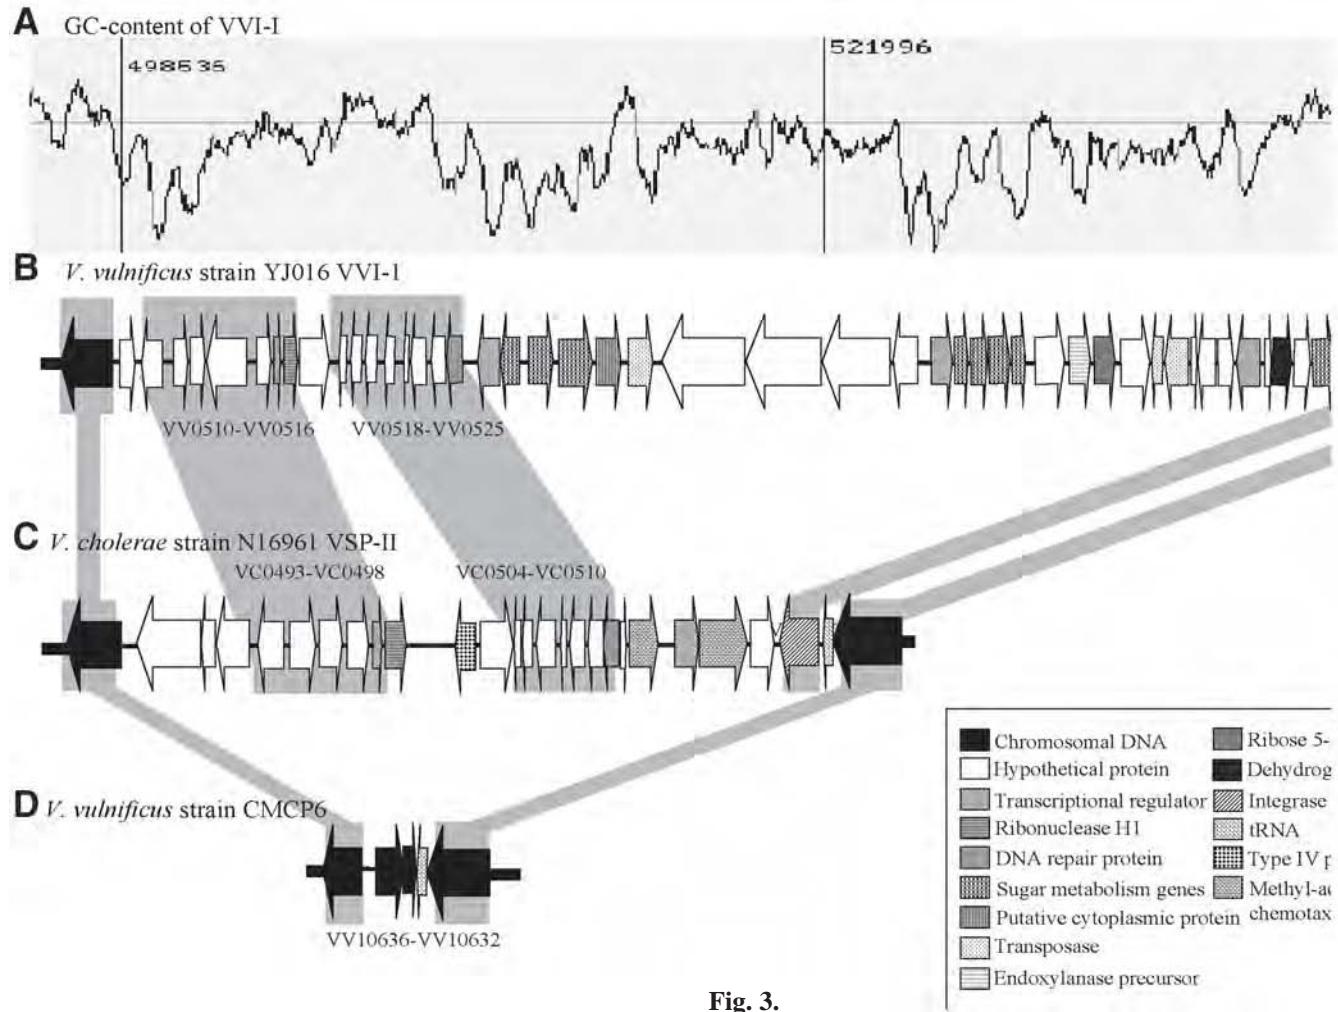 A GC-content of VVI-I
498535
521996
B V. vulnificus strain YJ016 VVI-I
VV0510-VV0516
VV0518-VV0525
C V. cholerae strain N16961 VSP-II
VC0493-VC0498
VC0504-VC0510
D V. vulnificus strain CMCP6
VV10636-VV10632
Chromosomal DNA
Hypothetical protein
Transcriptional regulator
Ribonuclease H1
DNA repair protein
Sugar metabolism genes
Putative cytoplasmic protein
Transposase
Endoxylanase precursor
Ribose 5-
Dehydrog
Integrase
tRNA
Type IV p
Methyl-ac
chemotax
Fig. 3.